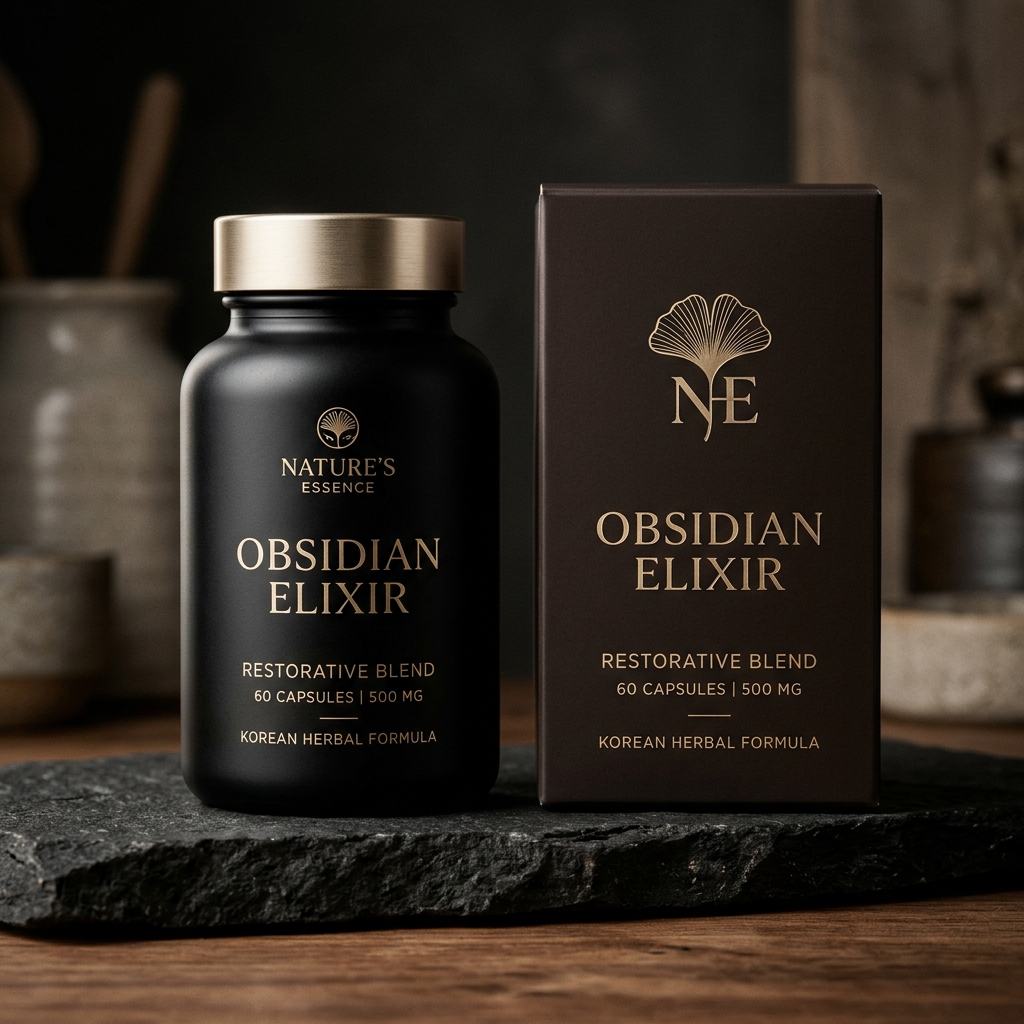 NATURE'S
ESSENCE
OBSIDIAN
ELIXIR
RESTORATIVE BLEND
60 CAPSULES | 500 MG
KOREAN HERBAL FORMULA
NE
OBSIDIAN
ELIXIR
RESTORATIVE BLEND
60 CAPSULES | 500 MG
KOREAN HERBAL FORMULA